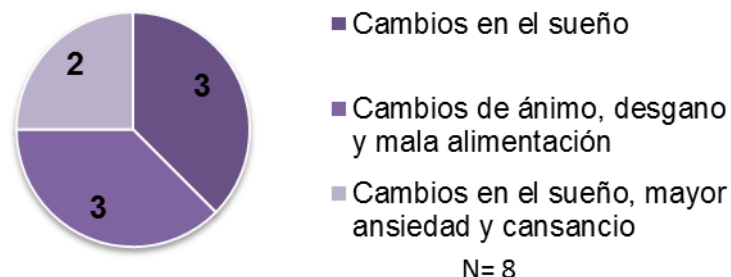 2
3
3
Cambios en el sueño
Cambios de ánimo, desgano
y mala alimentación
Cambios en el sueño, mayor
ansiedad y cansancio
N= 8